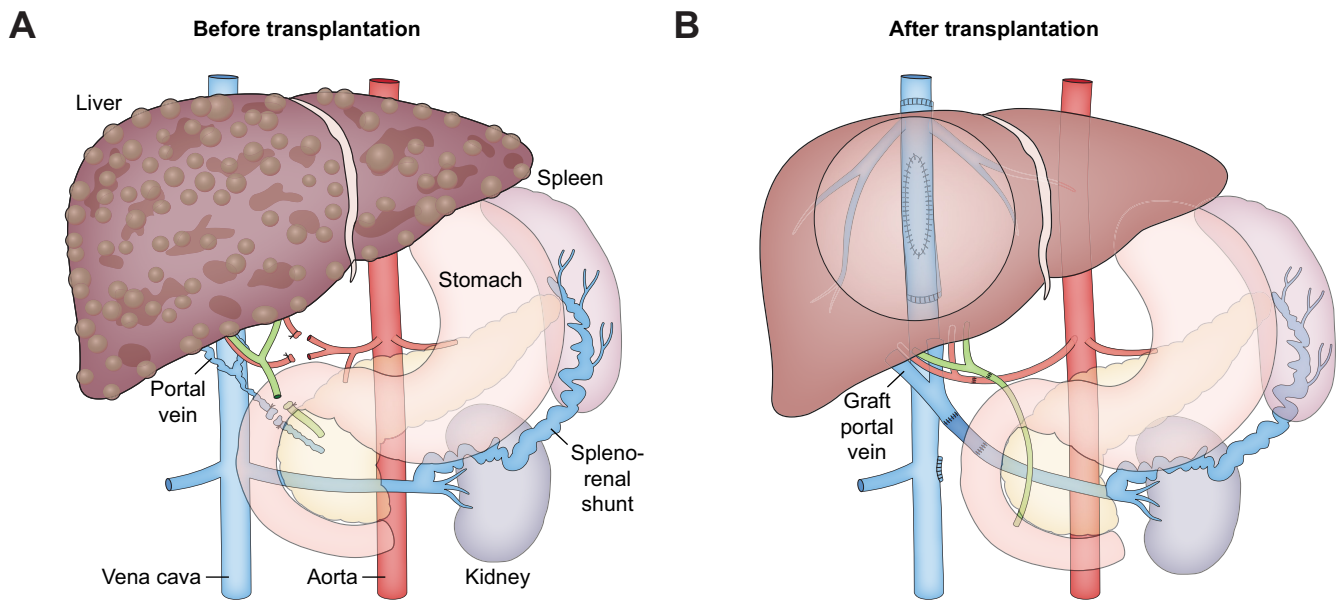 A
Before transplantation
Liver
Spleen
Stomach
Portal
vein
Spleno-
renal
shunt
Vena cava
Aorta
Kidney
B
After transplantation
Graft
portal
vein